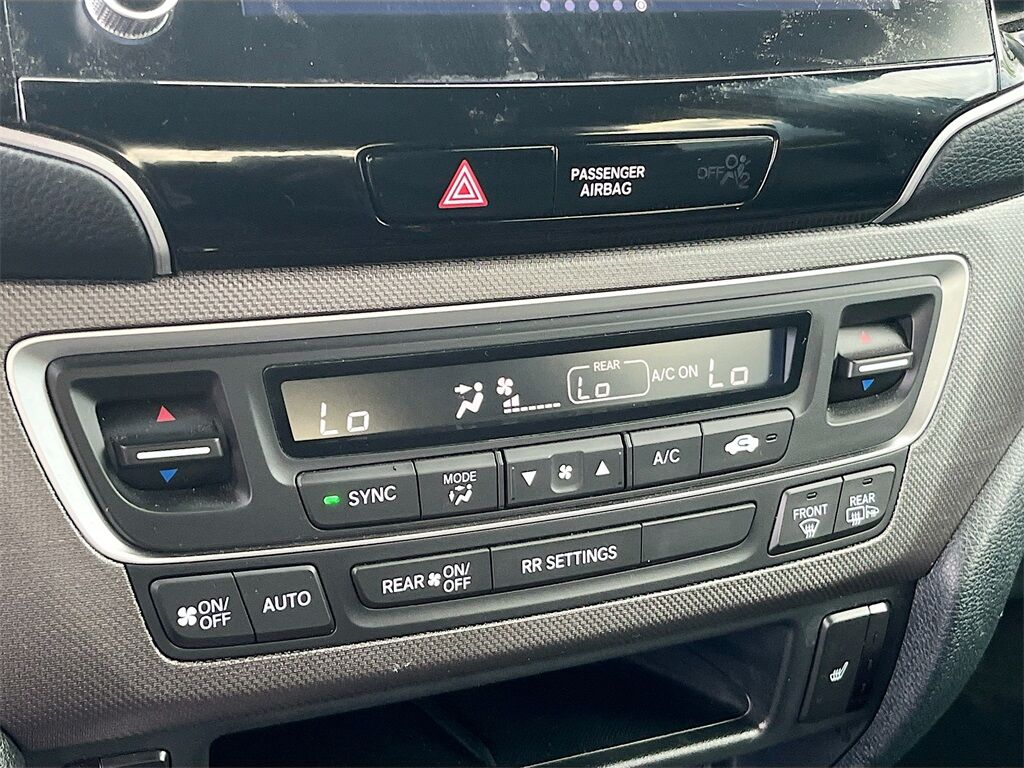 PASSENGER
AIRBAG
OFF 2
REAR
Lo
Lo
A/C ON
Lo
SYNC
MODE
A/C
FRONT
REAR
ON/
OFF
AUTO
REAR ON/
OFF
RR SETTINGS